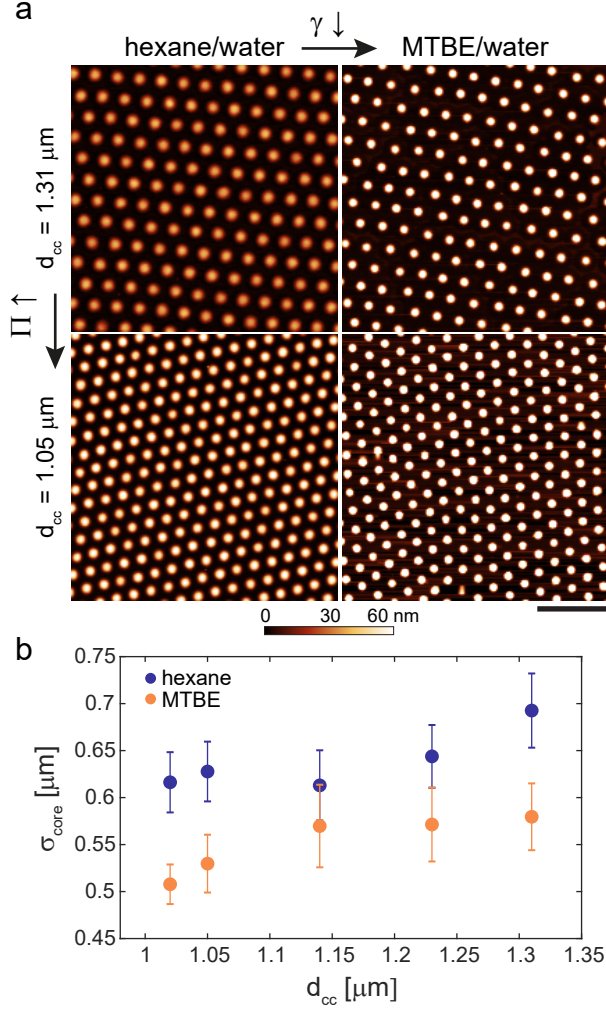 a
γ ↓
hexane/water
MTBE/water
d_cc = 1.31 μm
Π ↑
d_cc = 1.05 μm
0 30 60 nm
b
0.75
0.7
0.65
0.6
0.55
0.5
0.45
σ_core [μm]
hexane
MTBE
1 1.05 1.1 1.15 1.2 1.25 1.3 1.35
d_cc [μm]